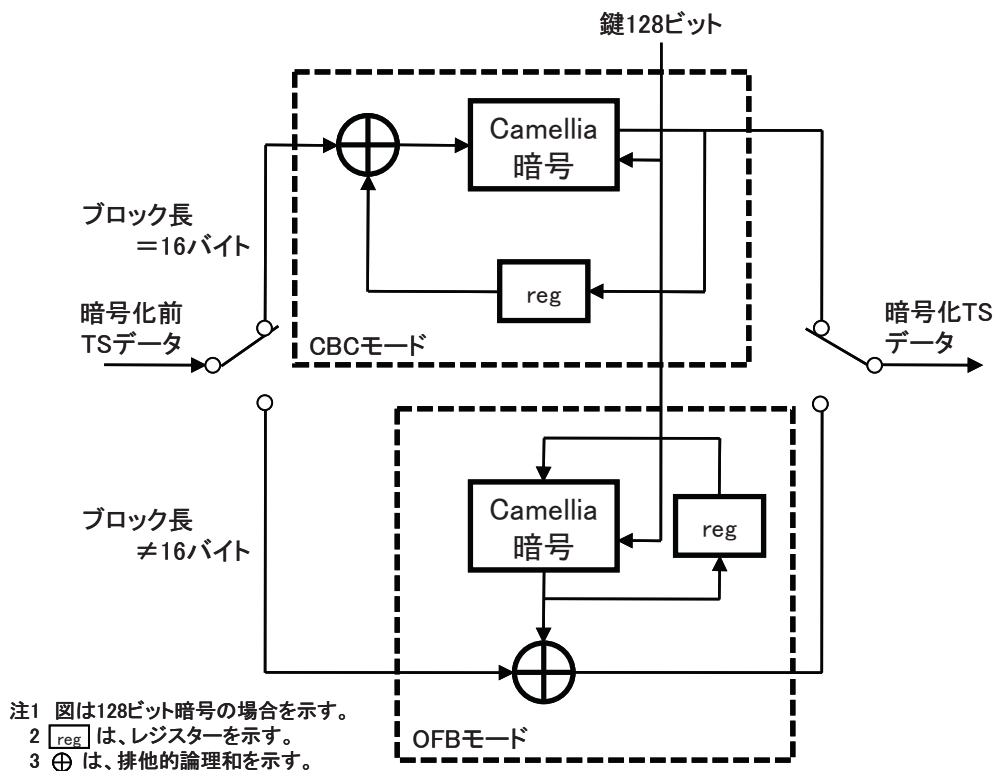 鍵128ビット
Camellia
暗号
ブロック長
＝16バイト
reg
暗号化前
TSデータ
CBCモード
暗号化TS
データ
Camellia
暗号
reg
ブロック長
≠16バイト
OFBモード
注1 図は128ビット暗号の場合を示す。
2 reg は、レジスターを示す。
3 ⊕ は、排他的論理和を示す。